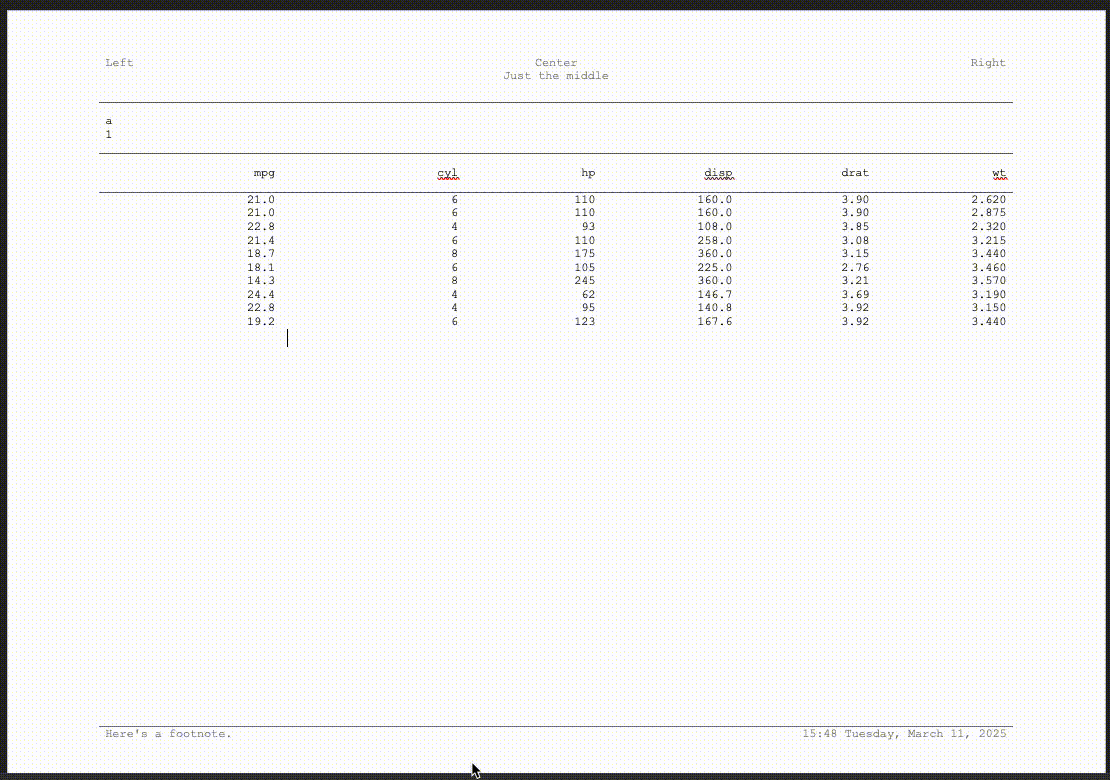 Left Center Right
Just the middle
a
1
mpg cyl hp disp drat wt
21.0 6 110 160.0 3.90 2.620
21.0 6 110 160.0 3.90 2.875
22.8 4 93 108.0 3.85 2.320
21.4 6 110 258.0 3.08 3.215
18.7 8 175 360.0 3.15 3.440
18.1 6 105 225.0 2.76 3.460
14.3 8 245 360.0 3.21 3.570
24.4 4 62 146.7 3.69 3.190
22.8 4 95 140.8 3.92 3.150
19.2 6 123 167.6 3.92 3.440
Here's a footnote. 15:48 Tuesday, March 11, 2025